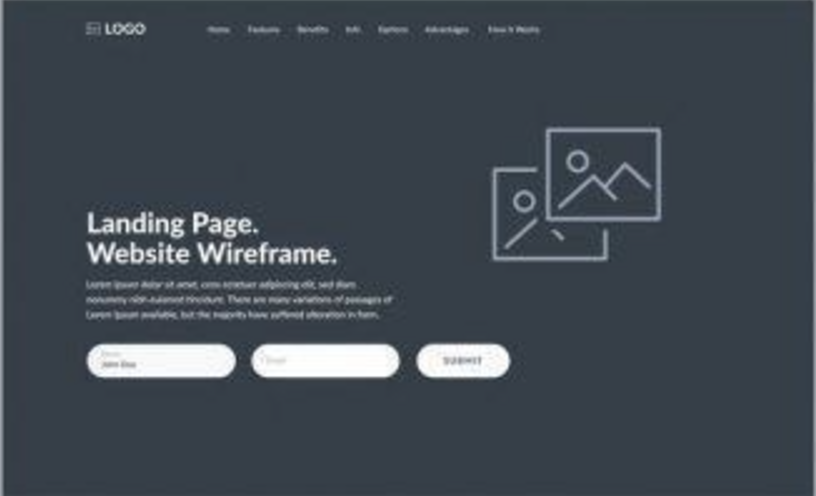 LOGO
Home Features Benefits Info Options Advantages How It Works
Landing Page.
Website Wireframe.
Lorem ipsum dolor sit amet, cons ectetuer adipiscing elit, sed diam
nonummy nibh euismod tincidunt. There are many variations of passages of
Lorem Ipsum available, but the majority have suffered alteration in form.
Name
John Doe
Email
SUBMIT